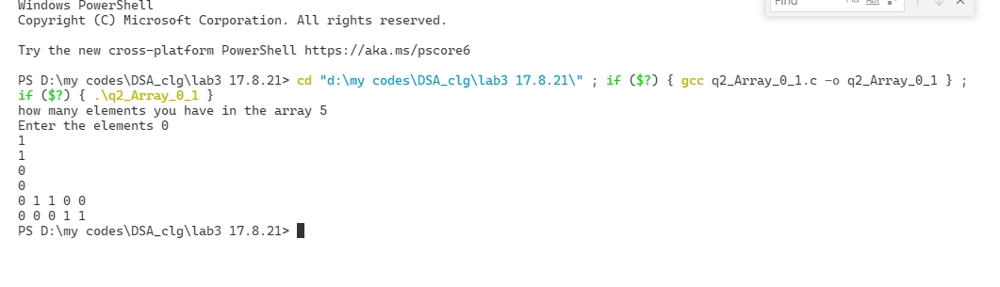 Windows PowerShell
Find
Aa
Abl
Copyright (C) Microsoft Corporation. All rights reserved.
Try the new cross-platform PowerShell https://aka.ms/pscore6
PS D:\my codes\DSA_clg\lab3 17.8.21> cd "d:\my codes\DSA_clg\lab3 17.8.21\" ; if ($?) { gcc q2_Array_0_1.c -o q2_Array_0_1 } ;
if ($?) { .\q2_Array_0_1 }
how many elements you have in the array 5
Enter the elements 0
1
1
0
0
0 1 1 0 0
0 0 0 1 1
PS D:\my codes\DSA_clg\lab3 17.8.21>